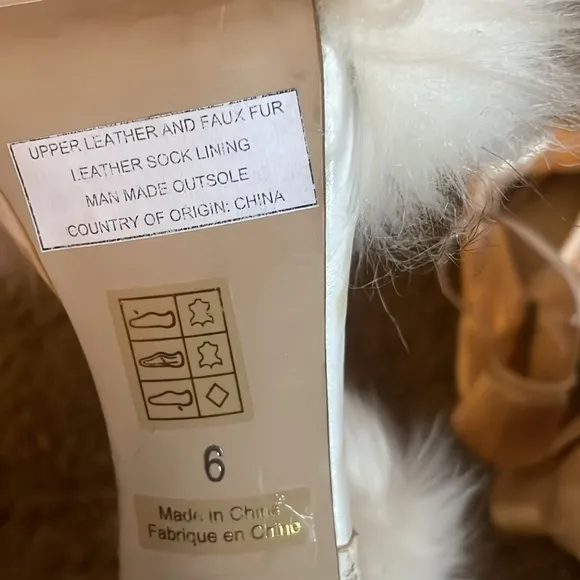 UPPER LEATHER AND FAUX FUR
LEATHER SOCK LINING
MAN MADE OUTSOLE
COUNTRY OF ORIGIN: CHINA
6
Made in China
Fabriqué en Chine